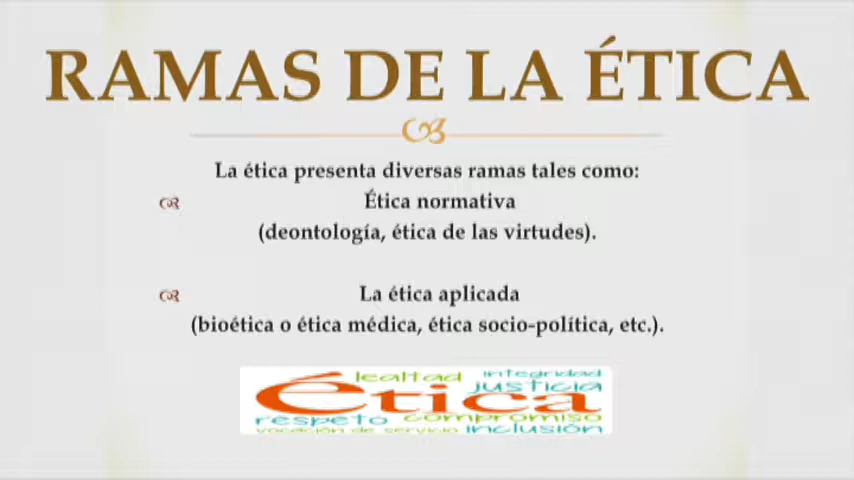 RAMAS DE LA ÉTICA
La ética presenta diversas ramas tales como:
Ética normativa
(deontología, ética de las virtudes).
La ética aplicada
(bioética o ética médica, ética socio-política, etc.).
lealtad integridad
justicia
ética
respeto compromiso
vocación de servicio inclusión